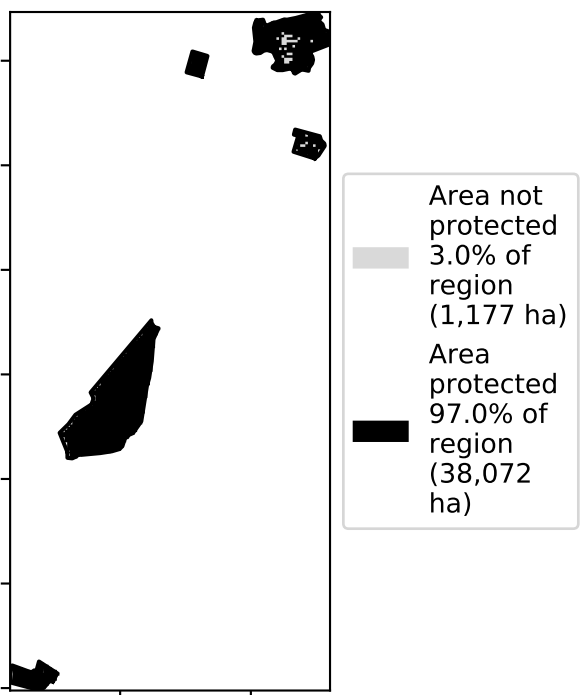 Area not
protected
3.0% of
region
(1,177 ha)
Area
protected
97.0% of
region
(38,072
ha)